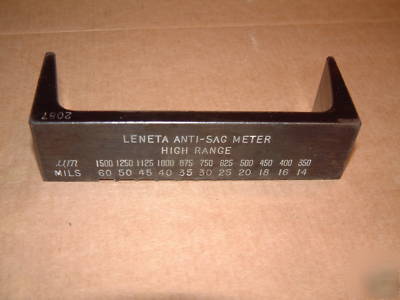 2087
LENETA ANTI-SAG METER
HIGH RANGE
µm 1500 1250 1125 1000 875 750 625 500 450 400 350
MILS 60 50 45 40 35 30 25 20 18 16 14